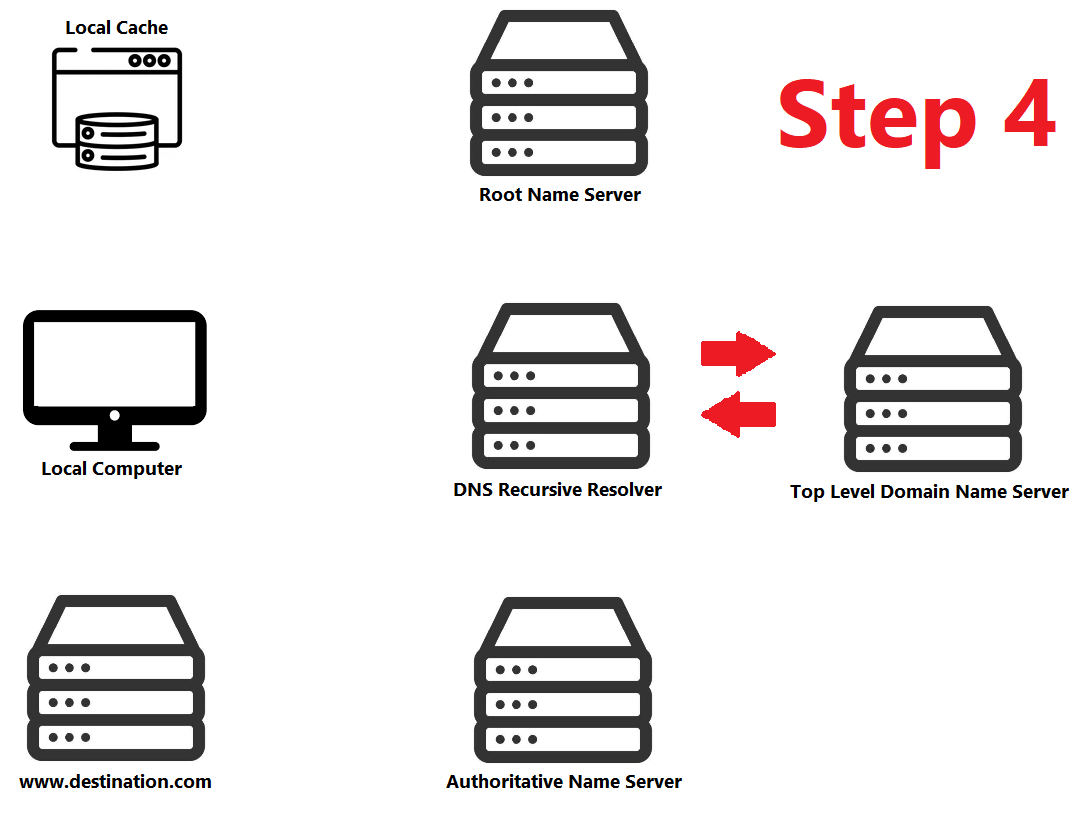 Local Cache
Step 4
Root Name Server
Local Computer
DNS Recursive Resolver
Top Level Domain Name Server
www.destination.com
Authoritative Name Server